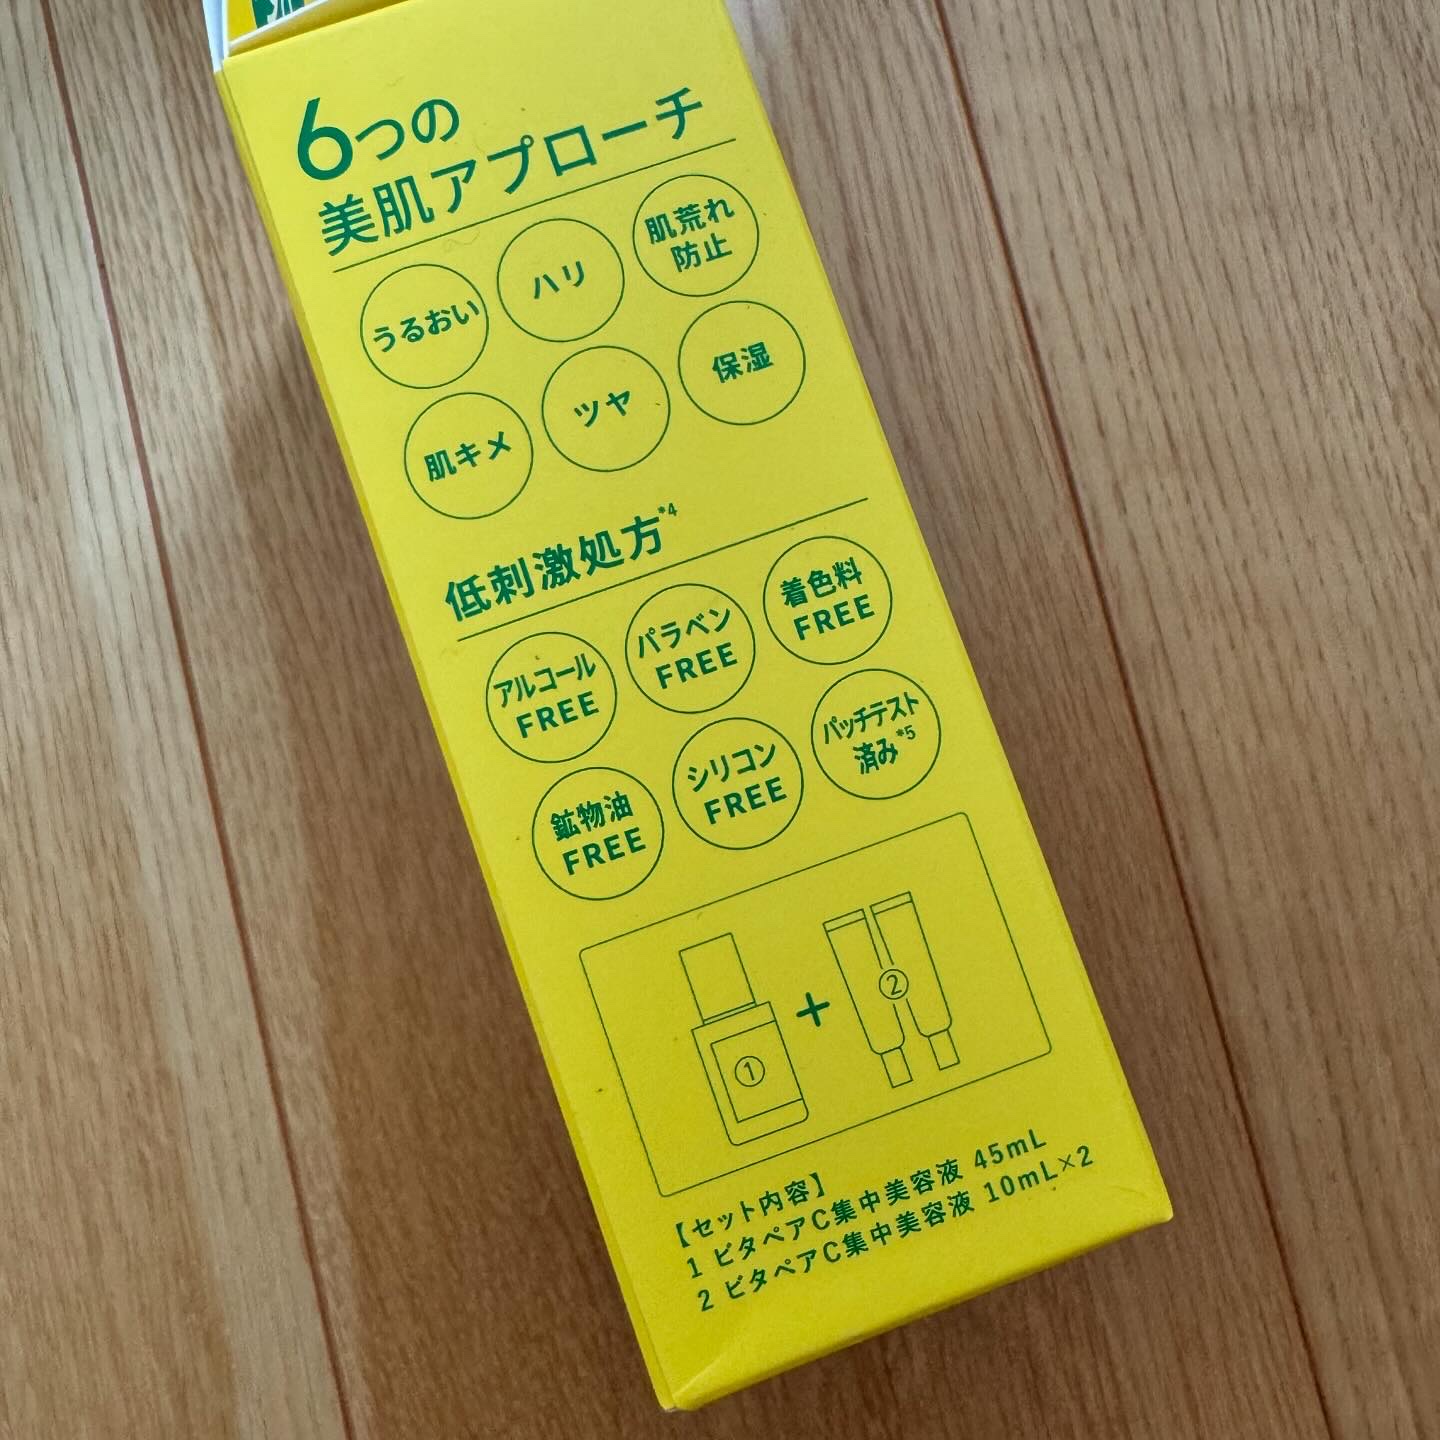 6つの
美肌アプローチ
うるおい
ハリ
肌荒れ
防止
肌キメ
ツヤ
保湿
低刺激処方*4
アルコール
FREE
パラベン
FREE
着色料
FREE
鉱物油
FREE
シリコン
FREE
パッチテスト
済み*5
1
+
2
【セット内容】
1 ビタペアC集中美容液 45mL
2 ビタペアC集中美容液 10mL×2